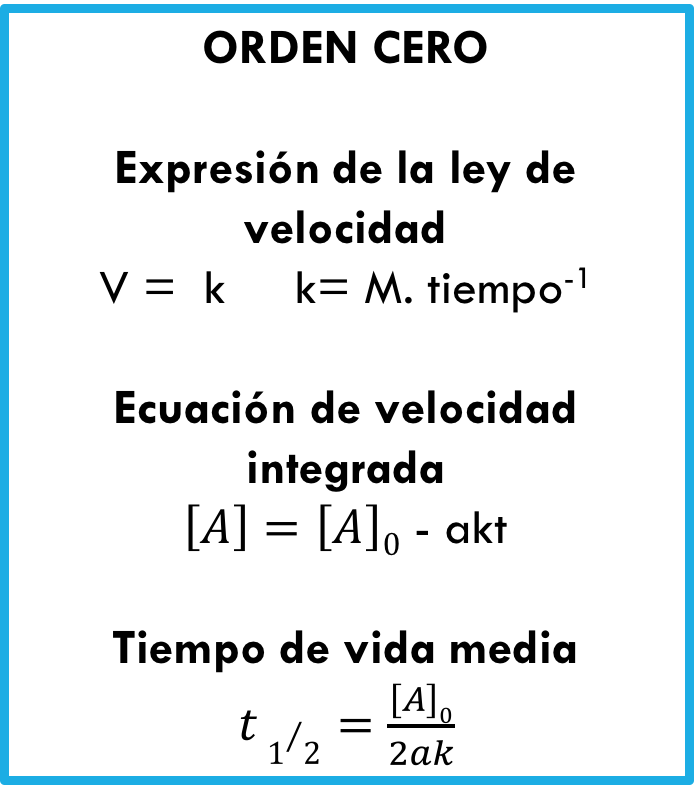 ORDEN CERO
Expresión de la ley de
velocidad
V = k k= M. tiempo⁻¹
Ecuación de velocidad
integrada
[A] = [A]₀ - akt
Tiempo de vida media
t ₁/₂ = [A]₀/2ak